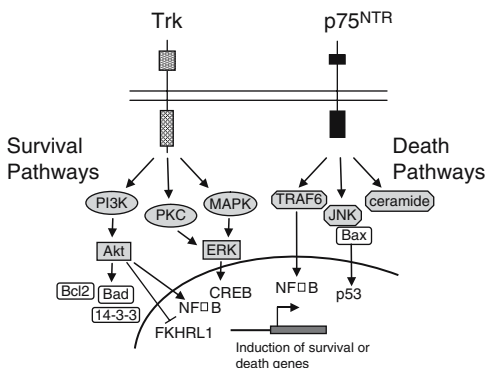 Trk
p75NTR
Survival
Pathways
Death
Pathways
PI3K
PKC
MAPK
TRAF6
JNK
ceramide
Bax
Akt
ERK
Bcl2
Bad
14-3-3
NF□B
CREB
FKHRL1
NF□B
p53
Induction of survival or
death genes